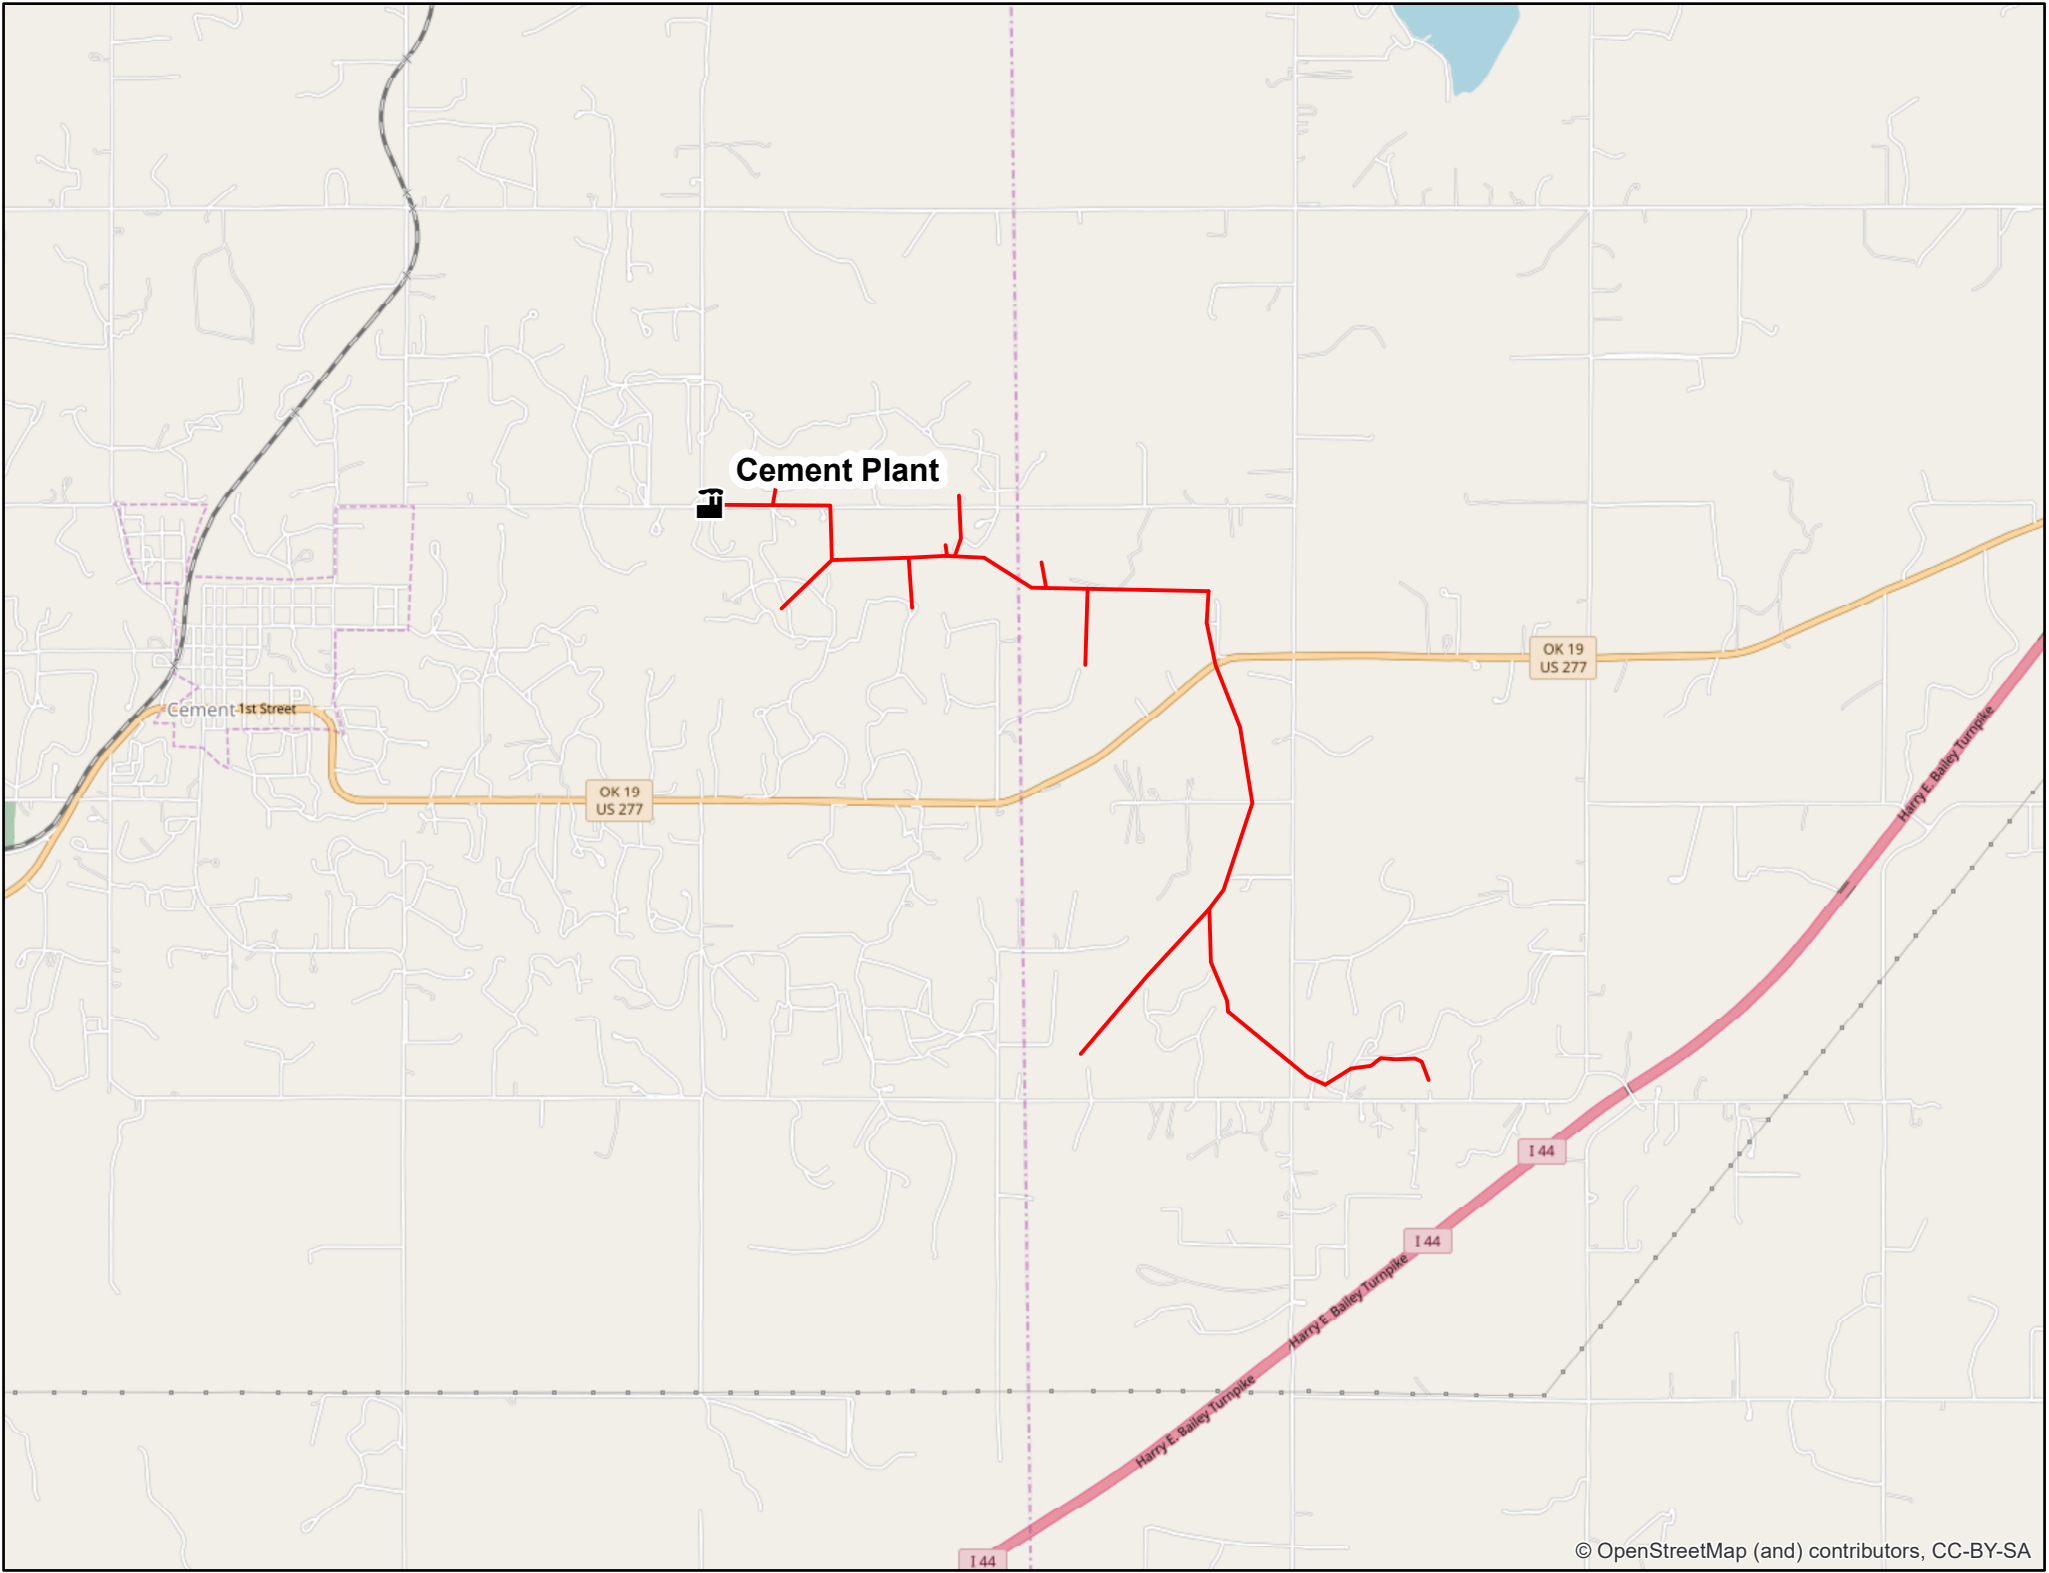 Cement Plant
OK 19
US 277
Harry E. Bailey Turnpike
Cement
1st Street
OK 19
US 277
I 44
I 44
Harry E. Bailey Turnpike
Harry E. Bailey Turnpike
I 44
© OpenStreetMap (and) contributors, CC-BY-SA